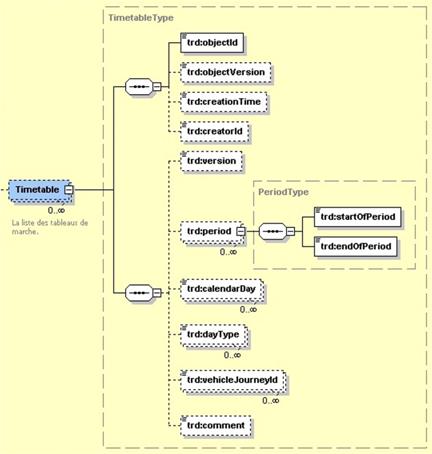 TimetableType
trd:objectId
trd:objectVersion
trd:creationTime
trd:creatorId
trd:version
Timetable
0..∞
La liste des tableaux de
marche.
PeriodType
trd:period
0..∞
trd:startOfPeriod
trd:endOfPeriod
trd:calendarDay
0..∞
trd:dayType
0..∞
trd:vehicleJourneyId
0..∞
trd:comment